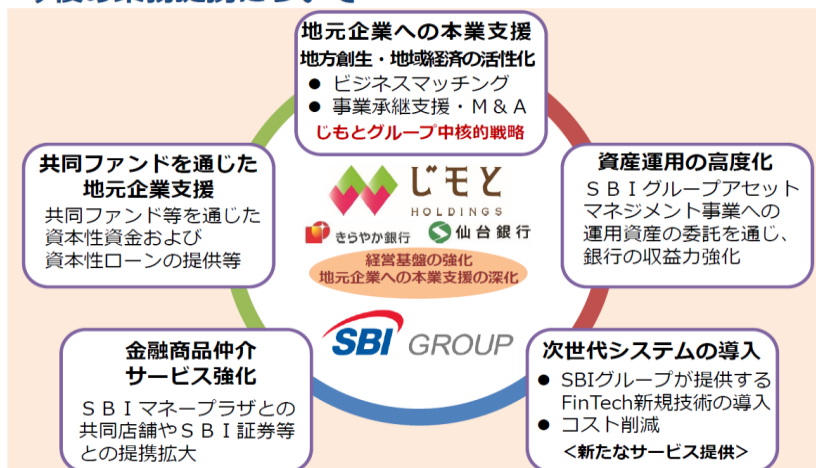 地元企業への本業支援
地方創生・地域経済の活性化
● ビジネスマッチング
● 事業承継支援・M&A
じもとグループ中核的戦略
共同ファンドを通じた
地元企業支援
共同ファンド等を通じた
資本性資金および
資本性ローンの提供等
じモと
HOLDINGS
きらやか銀行 仙台銀行
経営基盤の強化
地元企業への本業支援の深化
SBI GROUP
資産運用の高度化
SBIグループアセット
マネジメント事業への
運用資産の委託を通じ、
銀行の収益力強化
金融商品仲介
サービス強化
SBIマネープラザとの
共同店舗やSBI証券等
との提携拡大
次世代システムの導入
● SBIグループが提供する
FinTech新規技術の導入
● コスト削減
<新たなサービス提供>